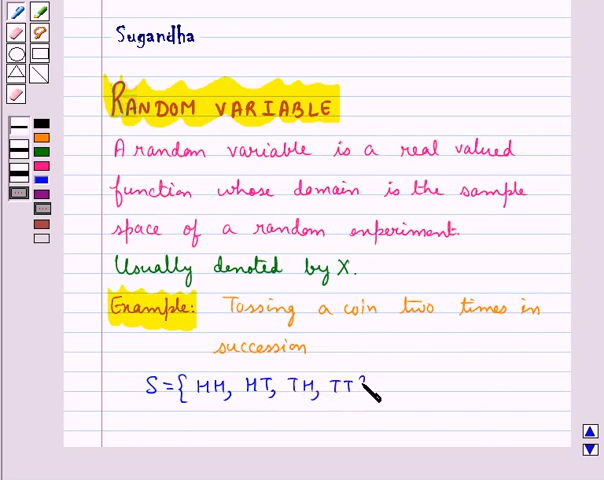 Sugandha
RANDOM VARIABLE
A random variable is a real valued
function whose domain is the sample
space of a random experiment.
Usually denoted by X.
Example: Tossing a coin two times in
succession
S={ HH, HT, TH, TT }